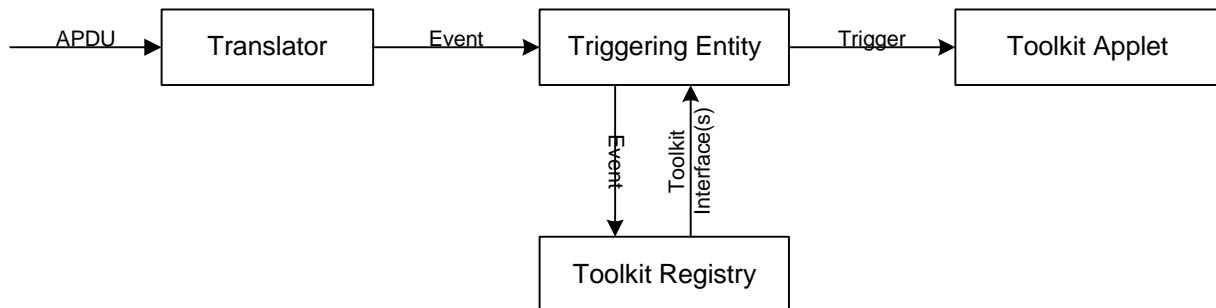 APDU
Translator
Event
Triggering Entity
Trigger
Toolkit Applet
Event
Toolkit
Interface(s)
Toolkit Registry